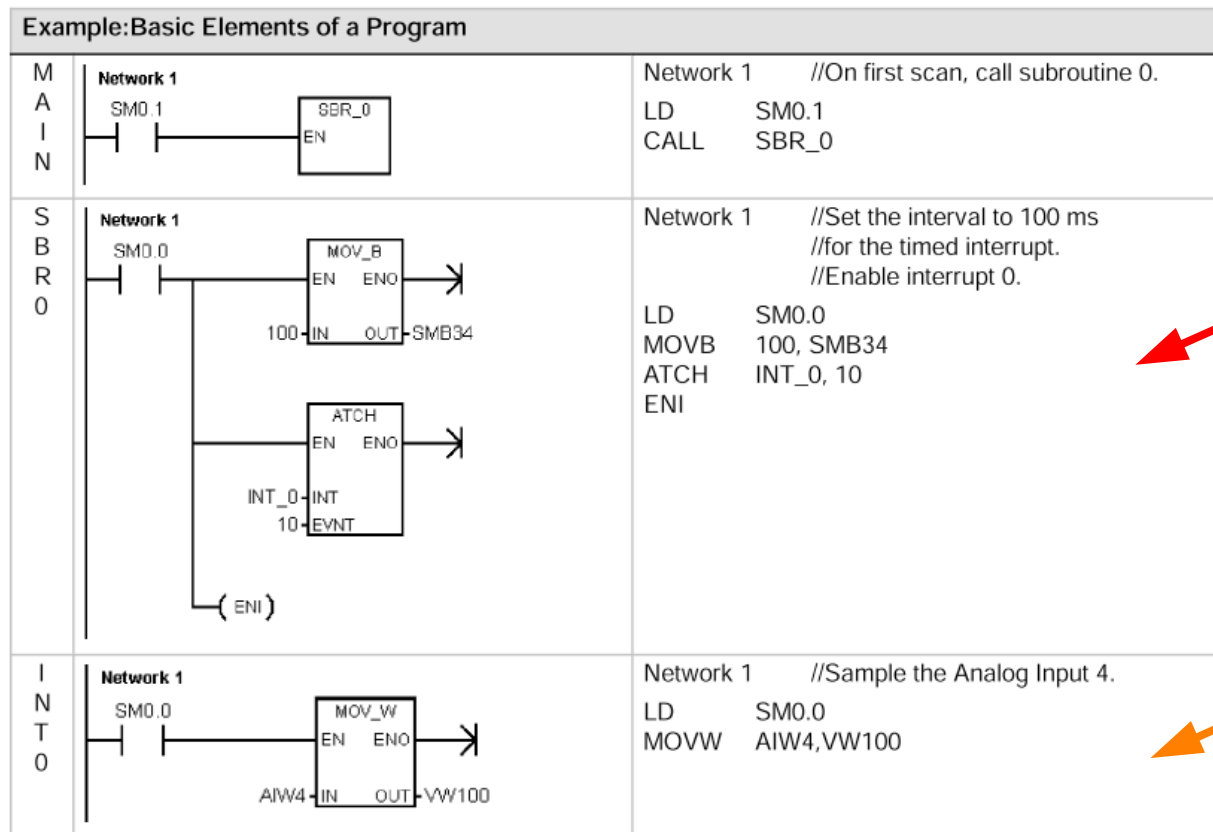 Example:Basic Elements of a Program
M
A
I
N
Network 1
SM0.1
SBR_0
EN
Network 1 //On first scan, call subroutine 0.
LD SM0.1
CALL SBR_0
S
B
R
0
Network 1
SM0.0
MOV_B
EN ENO
100 IN OUT SMB34
ATCH
EN ENO
INT_0 INT
10 EVNT
( ENI )
Network 1 //Set the interval to 100 ms
//for the timed interrupt.
//Enable interrupt 0.
LD SM0.0
MOVB 100, SMB34
ATCH INT_0, 10
ENI
I
N
T
0
Network 1
SM0.0
MOV_W
EN ENO
AIW4 IN OUT VW100
Network 1 //Sample the Analog Input 4.
LD SM0.0
MOVW AIW4,VW100